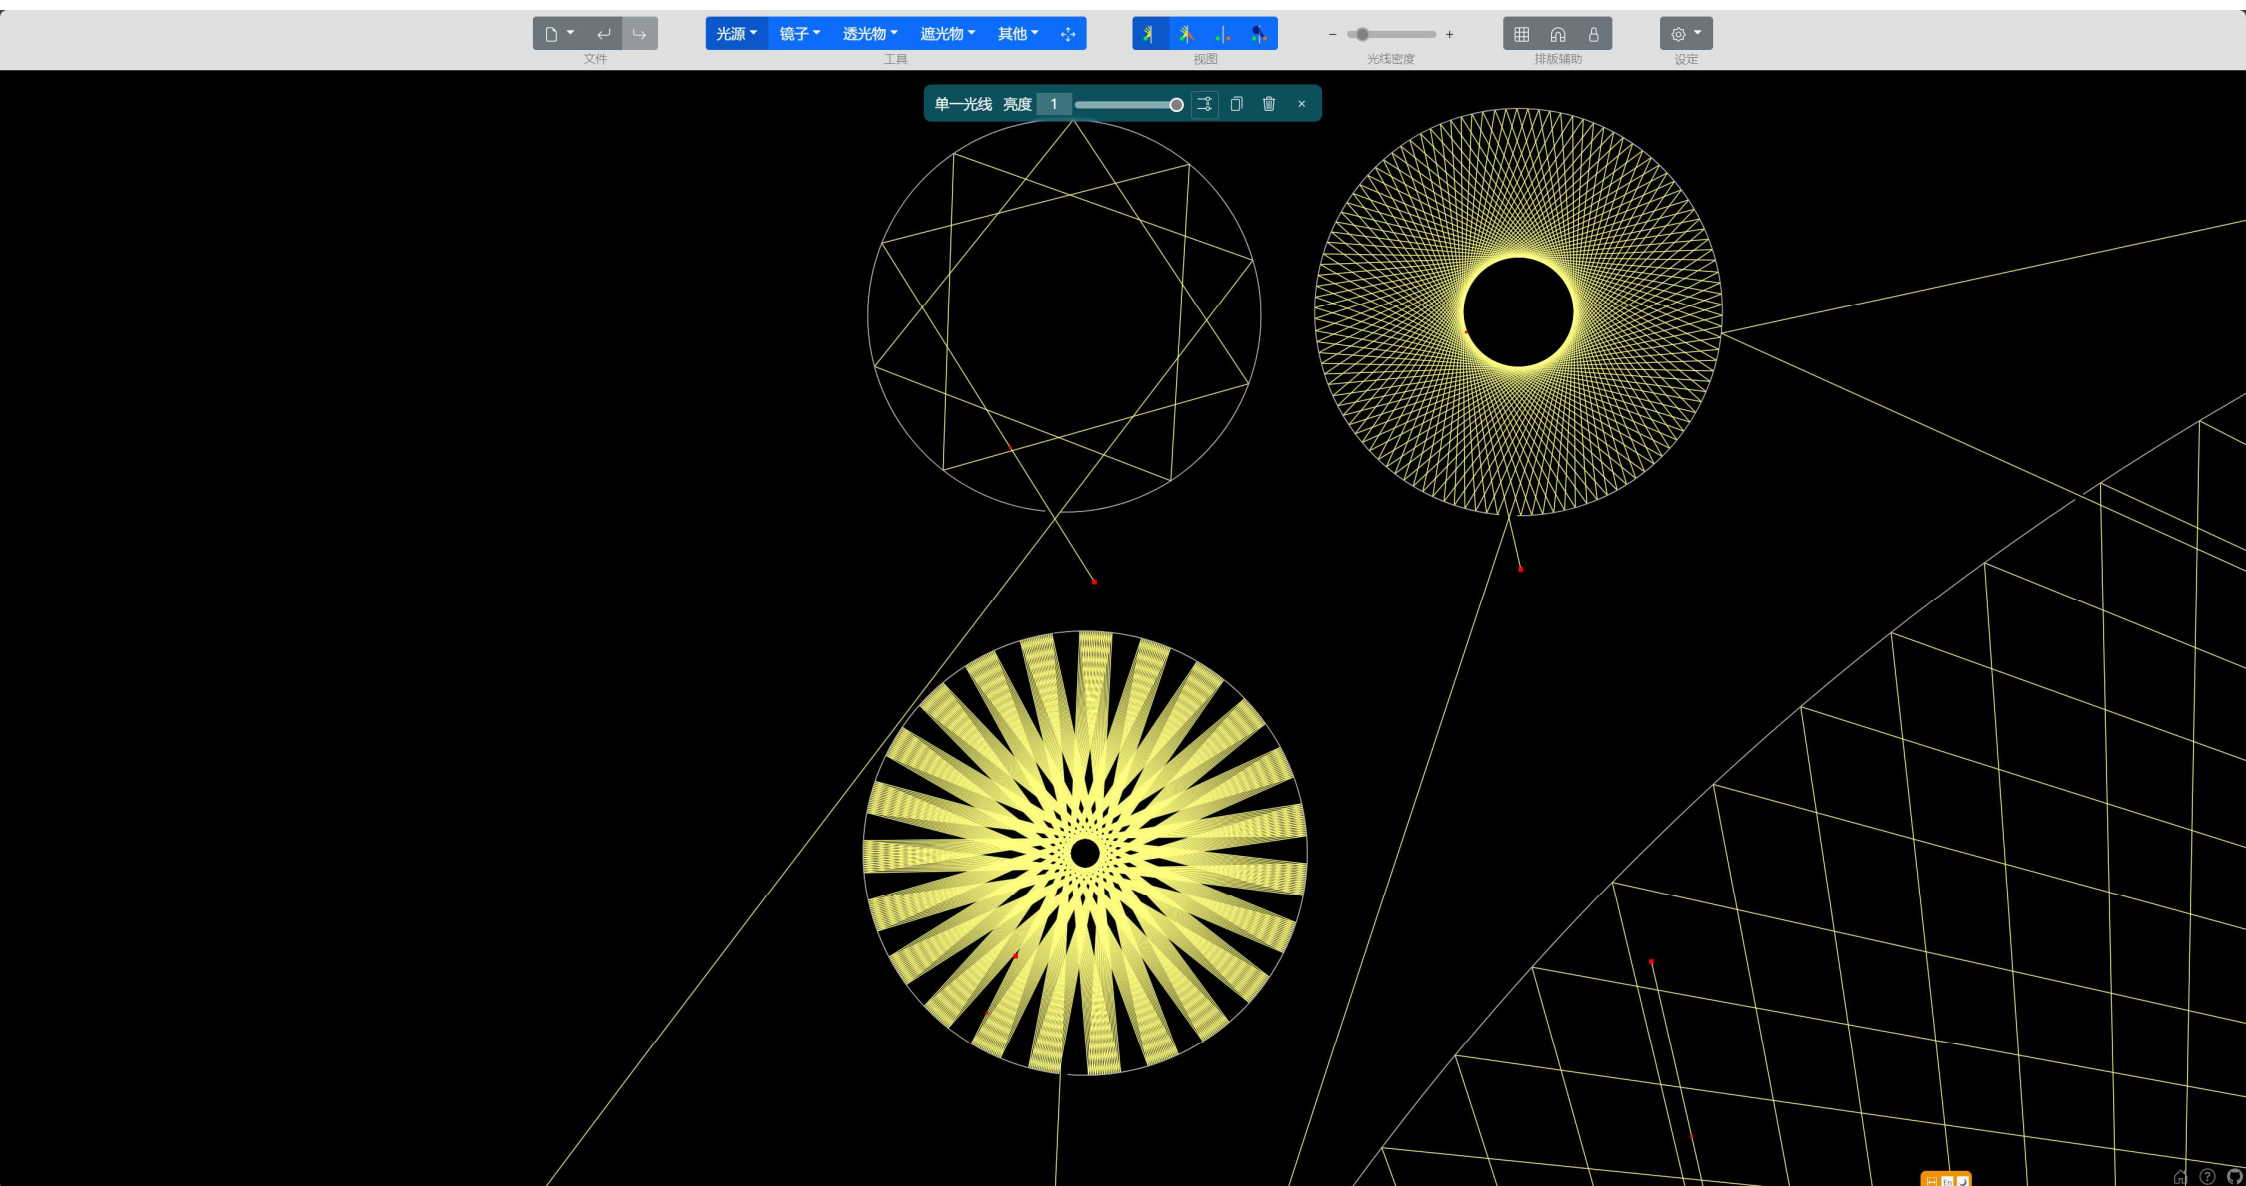 光源 镜子 透光物 遮光物 其他
文件 工具 视图 光线密度 排版辅助 设定
单一光线 亮度 1
En